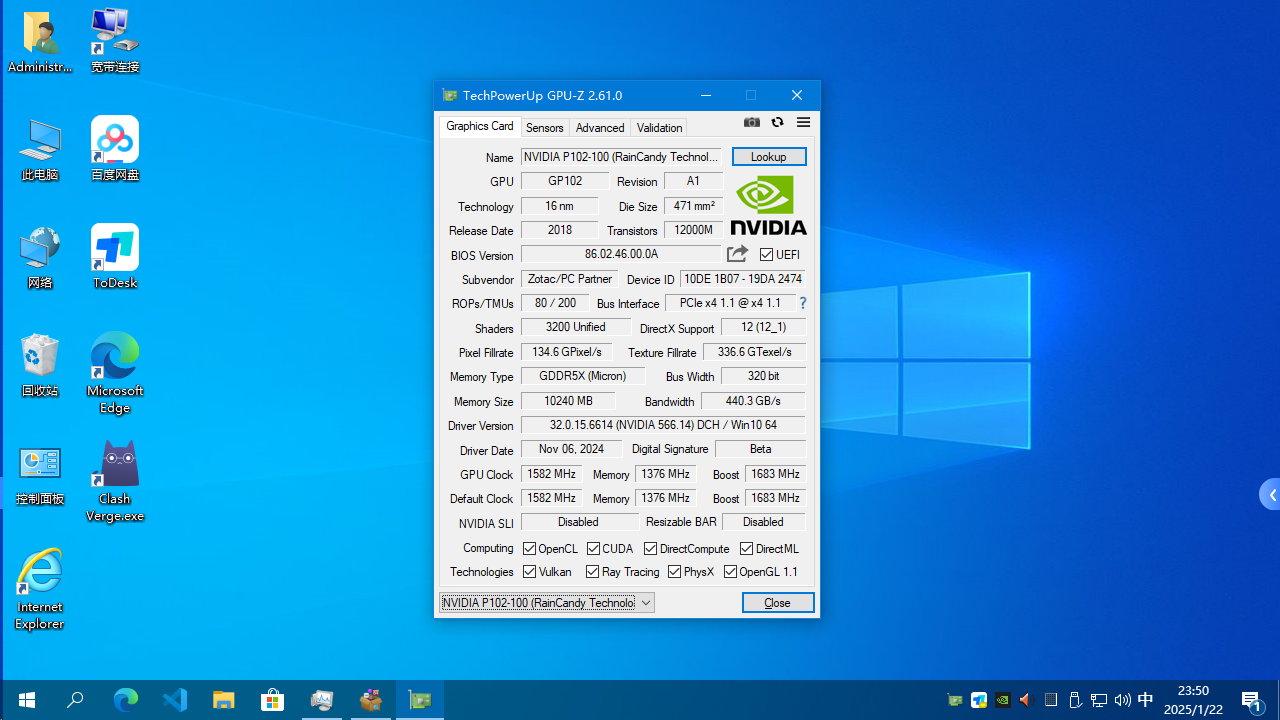 Administr...
宽带连接
此电脑
百度网盘
网络
ToDesk
回收站
Microsoft
Edge
控制面板
Clash
Verge.exe
Internet
Explorer
TechPowerUp GPU-Z 2.61.0
Graphics Card Sensors Advanced Validation
Name NVIDIA P102-100 (RainCandy Technol... Lookup
GPU GP102 Revision A1
Technology 16 nm Die Size 471 mm²
Release Date 2018 Transistors 12000M
NVIDIA
BIOS Version 86.02.46.00.0A UEFI
Subvendor Zotac/PC Partner Device ID 10DE 1B07 - 19DA 2474
ROPs/TMUs 80 / 200 Bus Interface PCIe x4 1.1 @ x4 1.1 ?
Shaders 3200 Unified DirectX Support 12 (12_1)
Pixel Fillrate 134.6 GPixel/s Texture Fillrate 336.6 GTexel/s
Memory Type GDDR5X (Micron) Bus Width 320 bit
Memory Size 10240 MB Bandwidth 440.3 GB/s
Driver Version 32.0.15.6614 (NVIDIA 566.14) DCH / Win10 64
Driver Date Nov 06, 2024 Digital Signature Beta
GPU Clock 1582 MHz Memory 1376 MHz Boost 1683 MHz
Default Clock 1582 MHz Memory 1376 MHz Boost 1683 MHz
NVIDIA SLI Disabled Resizable BAR Disabled
Computing OpenCL CUDA DirectCompute DirectML
Technologies Vulkan Ray Tracing PhysX OpenGL 1.1
NVIDIA P102-100 (RainCandy Technolo Close
中
23:50
2025/1/22
1